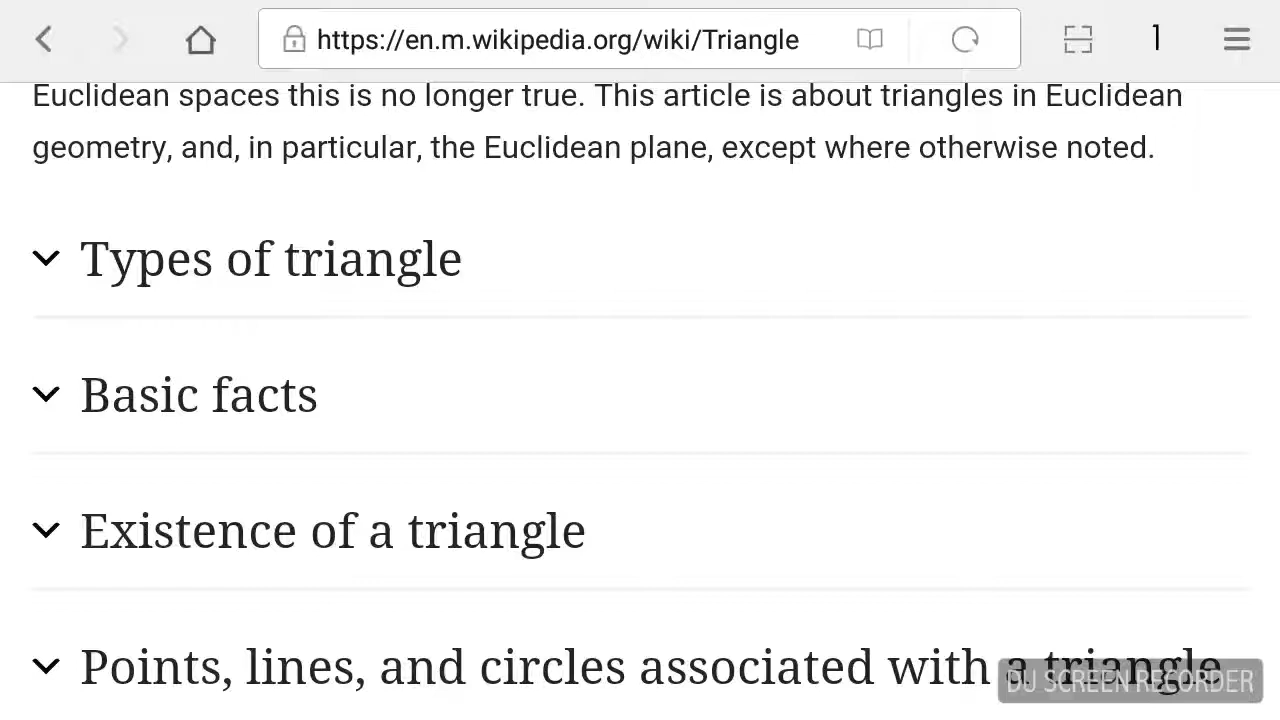 https://en.m.wikipedia.org/wiki/Triangle
1
Euclidean spaces this is no longer true. This article is about triangles in Euclidean
geometry, and, in particular, the Euclidean plane, except where otherwise noted.
Types of triangle
Basic facts
Existence of a triangle
Points, lines, and circles associated with a triangle
DU SCREEN RECORDER